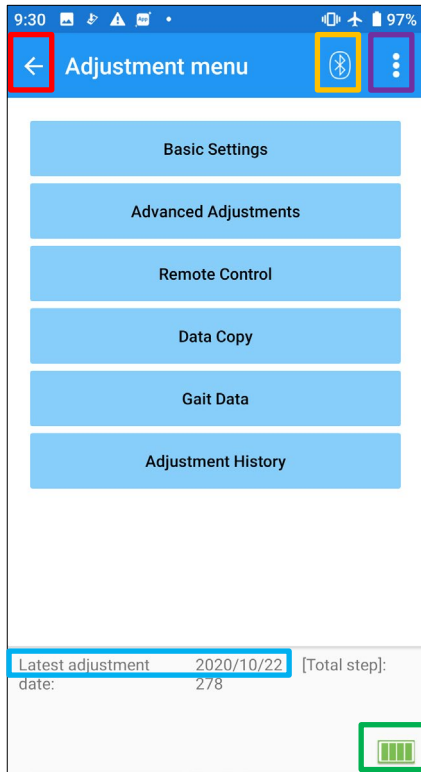 9:30 97%
Adjustment menu
Basic Settings
Advanced Adjustments
Remote Control
Data Copy
Gait Data
Adjustment History
Latest adjustment 2020/10/22 [Total step]:
date: 278